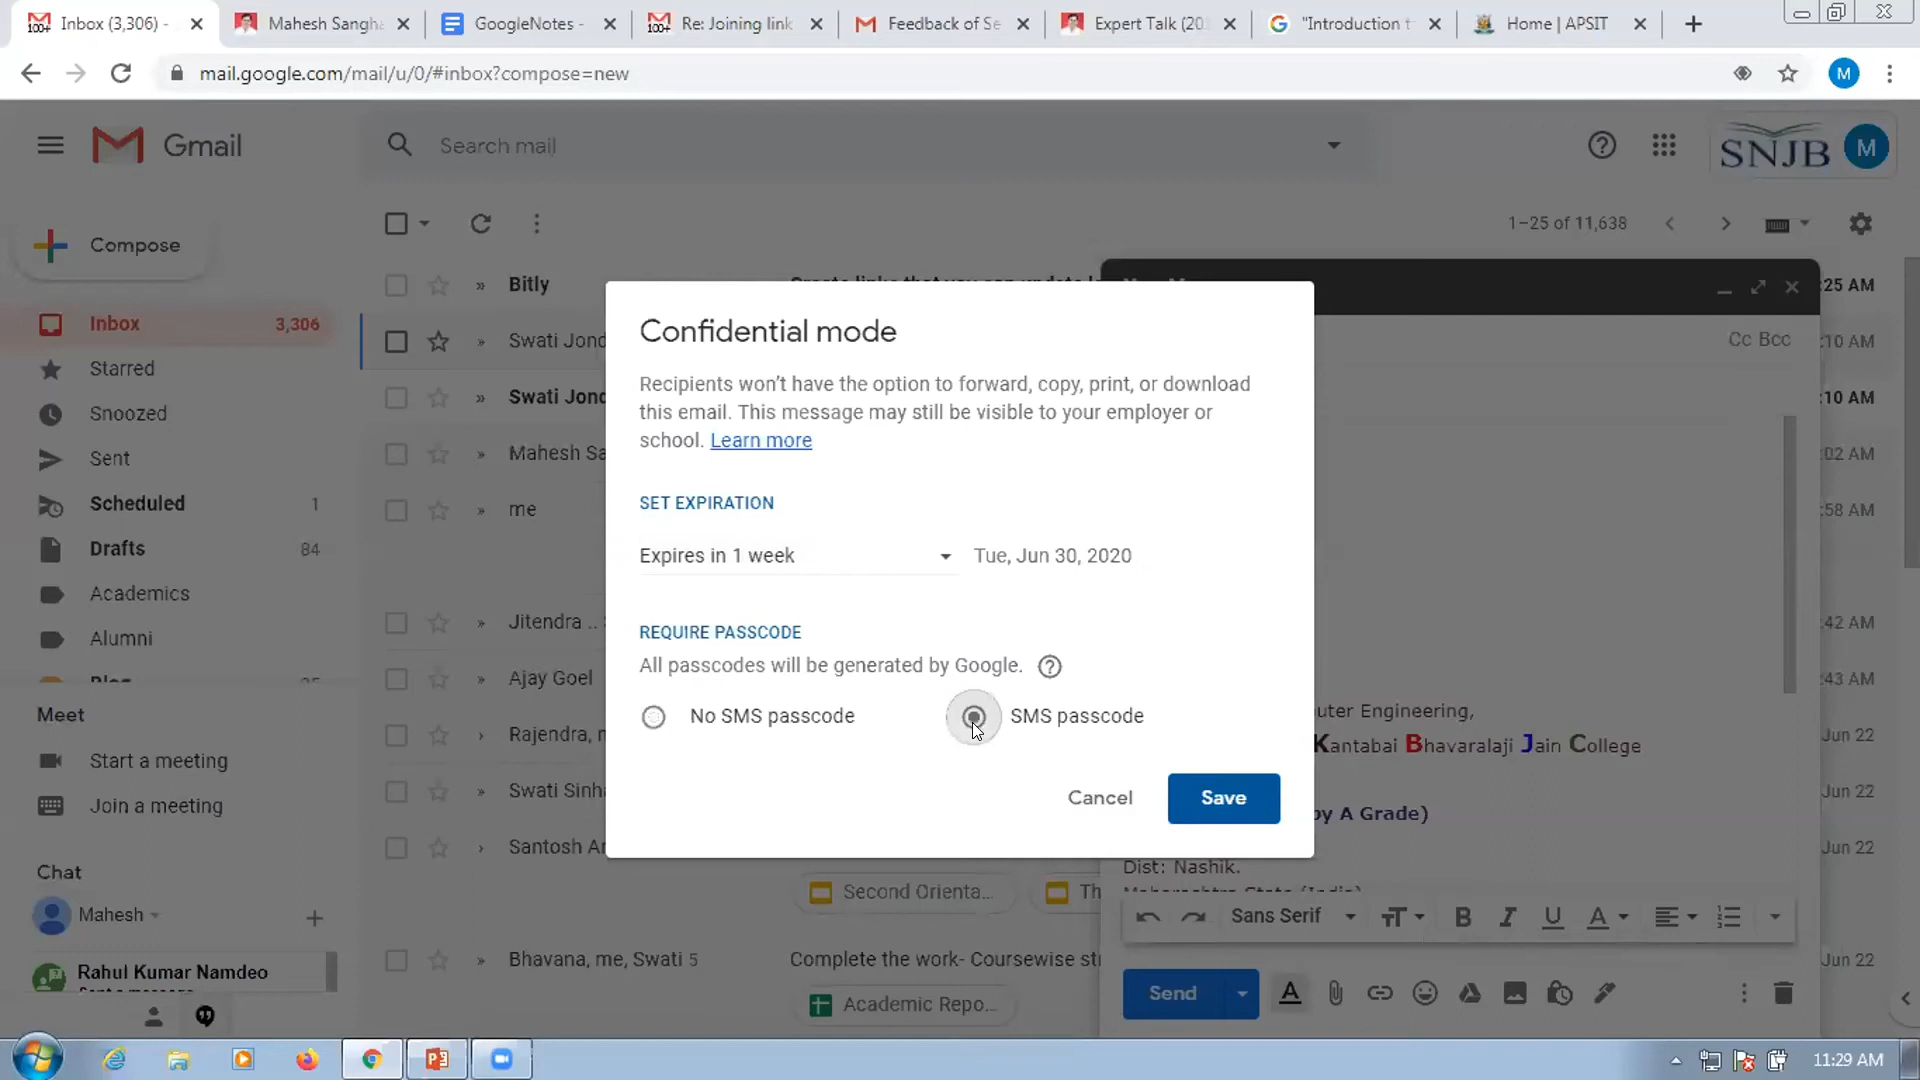 Inbox (3,306) -
Mahesh Sangha
GoogleNotes -
Re: Joining link
Feedback of Se
Expert Talk (20
"Introduction t
Home | APSIT
mail.google.com/mail/u/0/#inbox?compose=new
M
Gmail
Search mail
SNJB
M
Compose
1–25 of 11,638
Inbox 3,306
Starred
Snoozed
Sent
Scheduled 1
Drafts 84
Academics
Alumni
Meet
Start a meeting
Join a meeting
Chat
Mahesh
Rahul Kumar Namdeo
Bitly
:25 AM
Swati Jond
:10 AM
Swati Jond
:10 AM
Mahesh Sa
:02 AM
me
:58 AM
Jitendra ..
:42 AM
Ajay Goel
:43 AM
Rajendra,
Jun 22
Swati Sinh
Jun 22
Santosh
Jun 22
Second Orienta...
Bhavana, me, Swati 5
Complete the work- Coursewise
Jun 22
Academic Repo...
Cc Bcc
Confidential mode
Recipients won't have the option to forward, copy, print, or download
this email. This message may still be visible to your employer or
school. Learn more
SET EXPIRATION
Expires in 1 week
Tue, Jun 30, 2020
REQUIRE PASSCODE
All passcodes will be generated by Google.
No SMS passcode
SMS passcode
Cancel
Save
uter Engineering,
Kantabai Bhavaralaji Jain College
by A Grade)
Dist: Nashik.
Maharashtra State (India)
Sans Serif
Send
11:29 AM